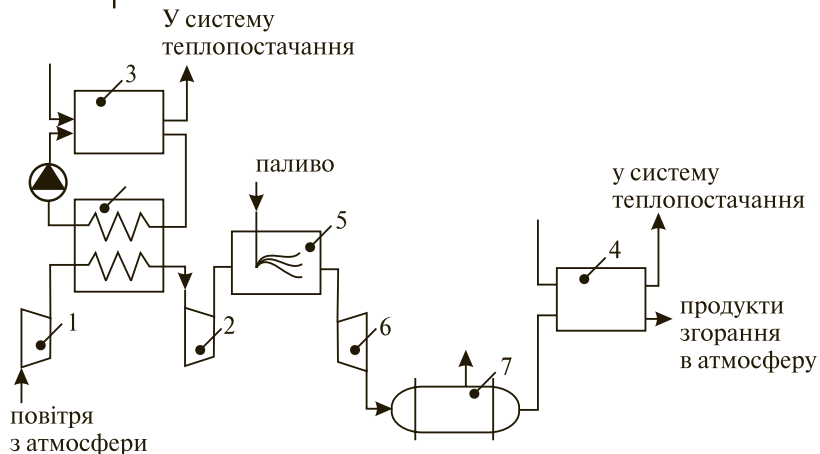 У систему
теплопостачання
3
паливо
5
у систему
теплопостачання
4
продукти
згорання
в атмосферу
1
2
6
7
повітря
з атмосфери